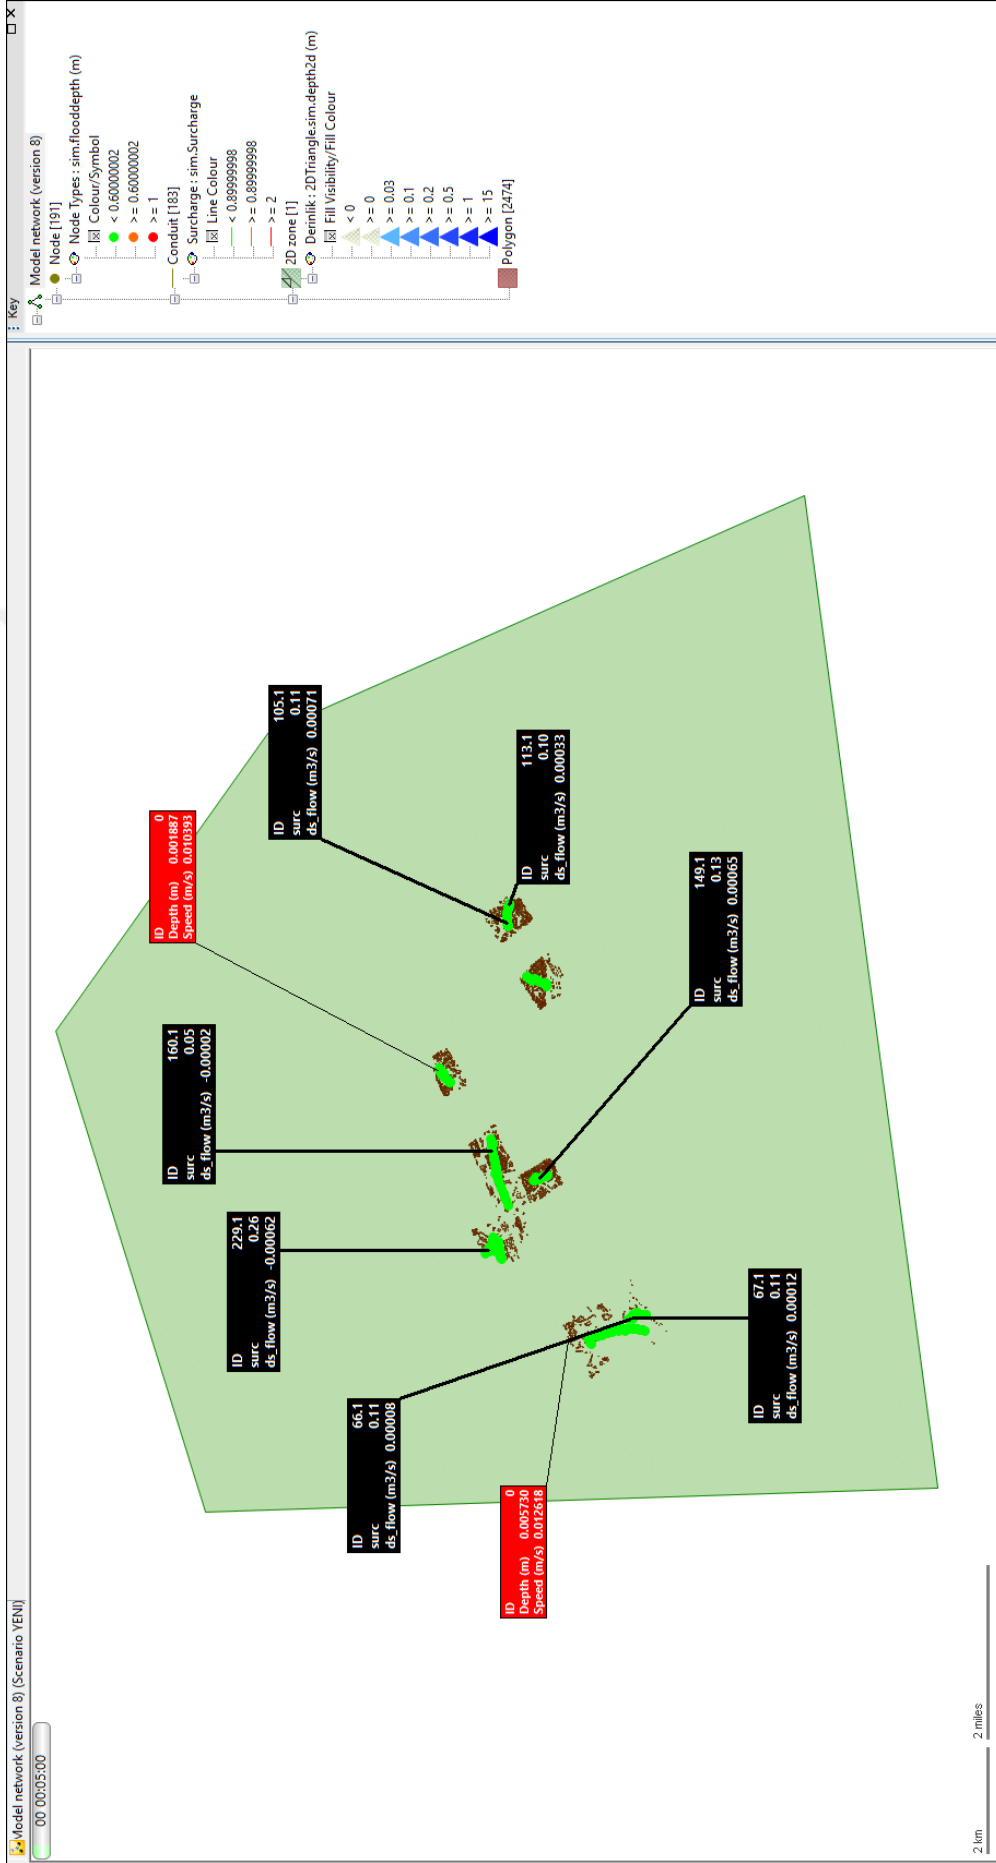 Model network (version 8) (Scenario YENI)
00 00:05:00
ID 229.1
surc 0.26
ds_flow (m3/s) -0.00062
ID 160.1
surc 0.05
ds_flow (m3/s) -0.00002
ID 0
Depth (m) 0.001887
Speed (m/s) 0.010393
ID 105.1
surc 0.11
ds_flow (m3/s) 0.00071
ID 66.1
surc 0.11
ds_flow (m3/s) 0.00008
ID 0
Depth (m) 0.005730
Speed (m/s) 0.012618
ID 113.1
surc 0.10
ds_flow (m3/s) 0.00033
ID 149.1
surc 0.13
ds_flow (m3/s) 0.00065
ID 67.1
surc 0.11
ds_flow (m3/s) 0.00012
2 km
2 miles
Key
Model network (version 8)
Node [191]
Node Types : sim.flooddepth (m)
Colour/Symbol
< 0.60000002
>= 0.60000002
>= 1
Conduit [183]
Surcharge : sim.Surcharge
Line Colour
< 0.89999998
>= 0.89999998
>= 2
2D zone [1]
Derinlik : 2DTriangle.sim.depth2d (m)
Fill Visibility/Fill Colour
< 0
>= 0
>= 0.03
>= 0.1
>= 0.2
>= 0.5
>= 1
>= 15
Polygon [2474]